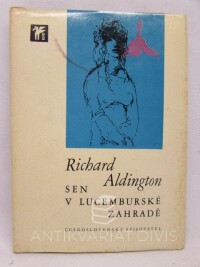 Richard
Aldington
SEN
V LUCEMBURSKÉ
ZAHRADĚ
ČESKOSLOVENSKÝ SPISOVATEL
ANTIKVARIÁT DIVIŠ